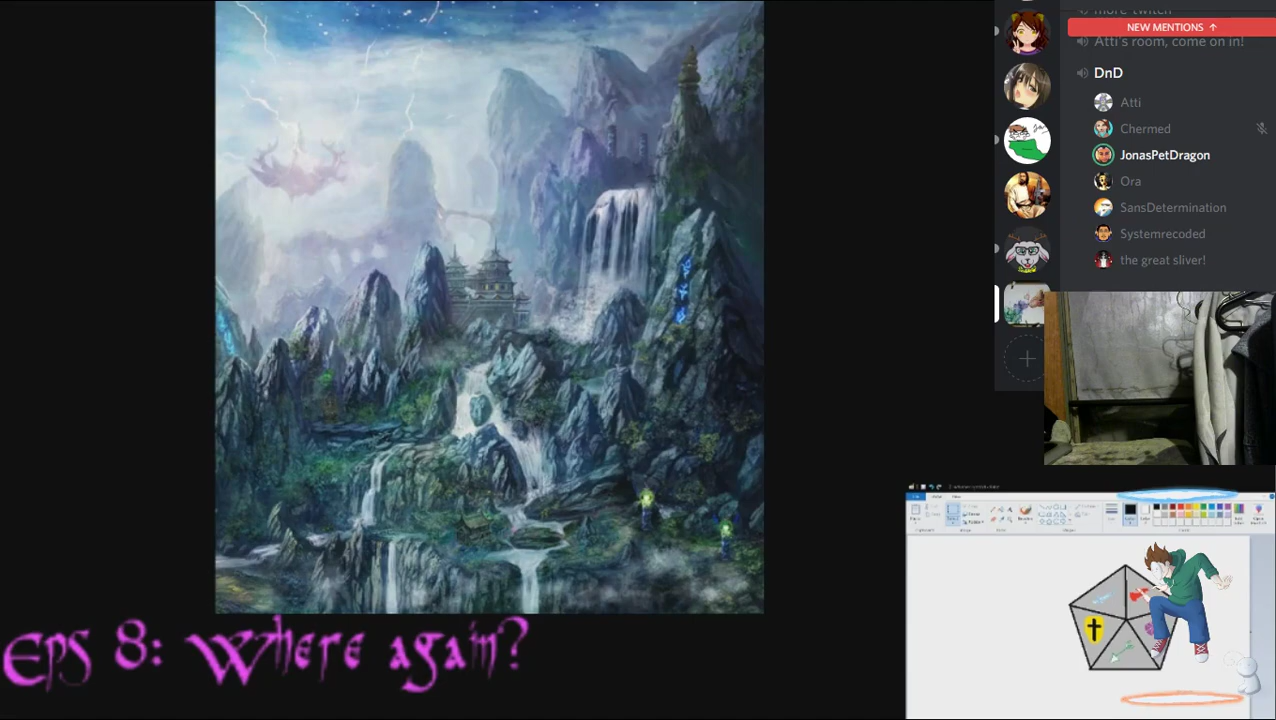 more twitch
NEW MENTIONS ↑
Atti's room, come on in!
DnD
Atti
Chermed
JonasPetDragon
Ora
SansDetermination
Systemrecoded
the great sliver!
Eps 8: Where again?